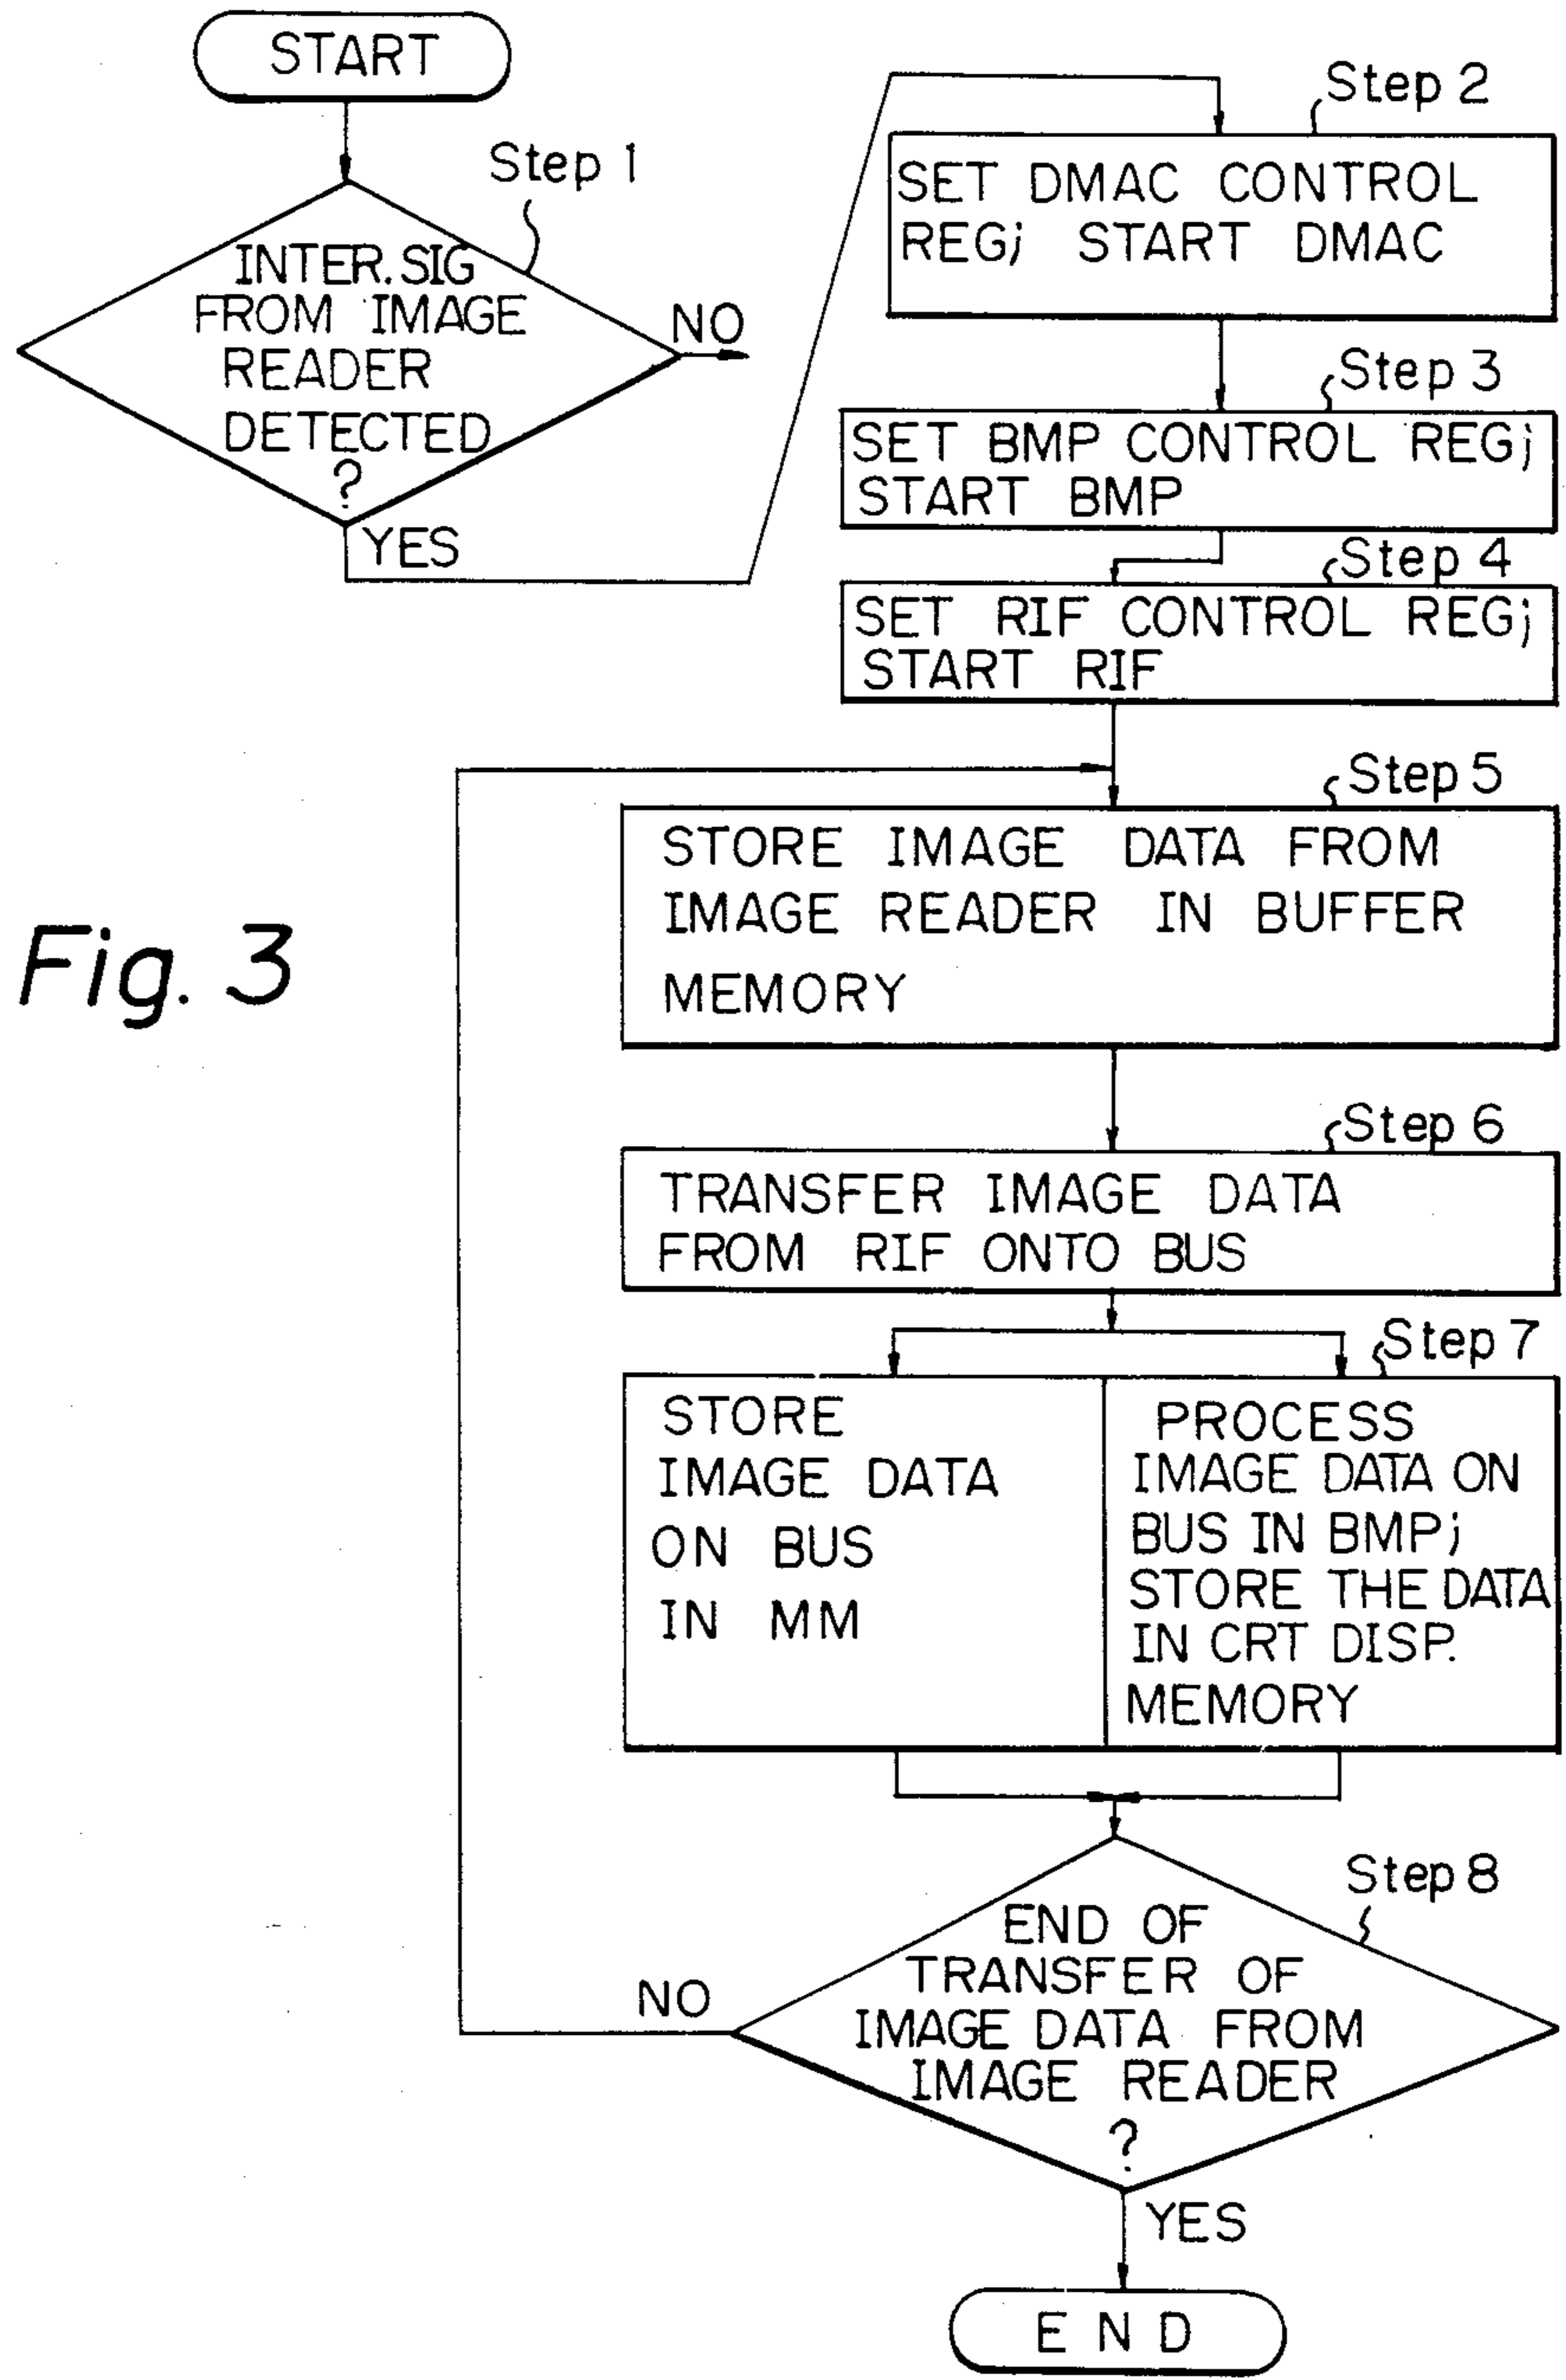 START
Step 1
INTER.SIG
FROM IMAGE
READER
DETECTED
?
NO
YES
Step 2
SET DMAC CONTROL
REG; START DMAC
Step 3
SET BMP CONTROL REG;
START BMP
Step 4
SET RIF CONTROL REG;
START RIF
Step 5
STORE IMAGE DATA FROM
IMAGE READER IN BUFFER
MEMORY
Fig. 3
Step 6
TRANSFER IMAGE DATA
FROM RIF ONTO BUS
Step 7
STORE
IMAGE DATA
ON BUS
IN MM
PROCESS
IMAGE DATA ON
BUS IN BMP;
STORE THE DATA
IN CRT DISP.
MEMORY
Step 8
END OF
TRANSFER OF
IMAGE DATA FROM
IMAGE READER
?
NO
YES
END